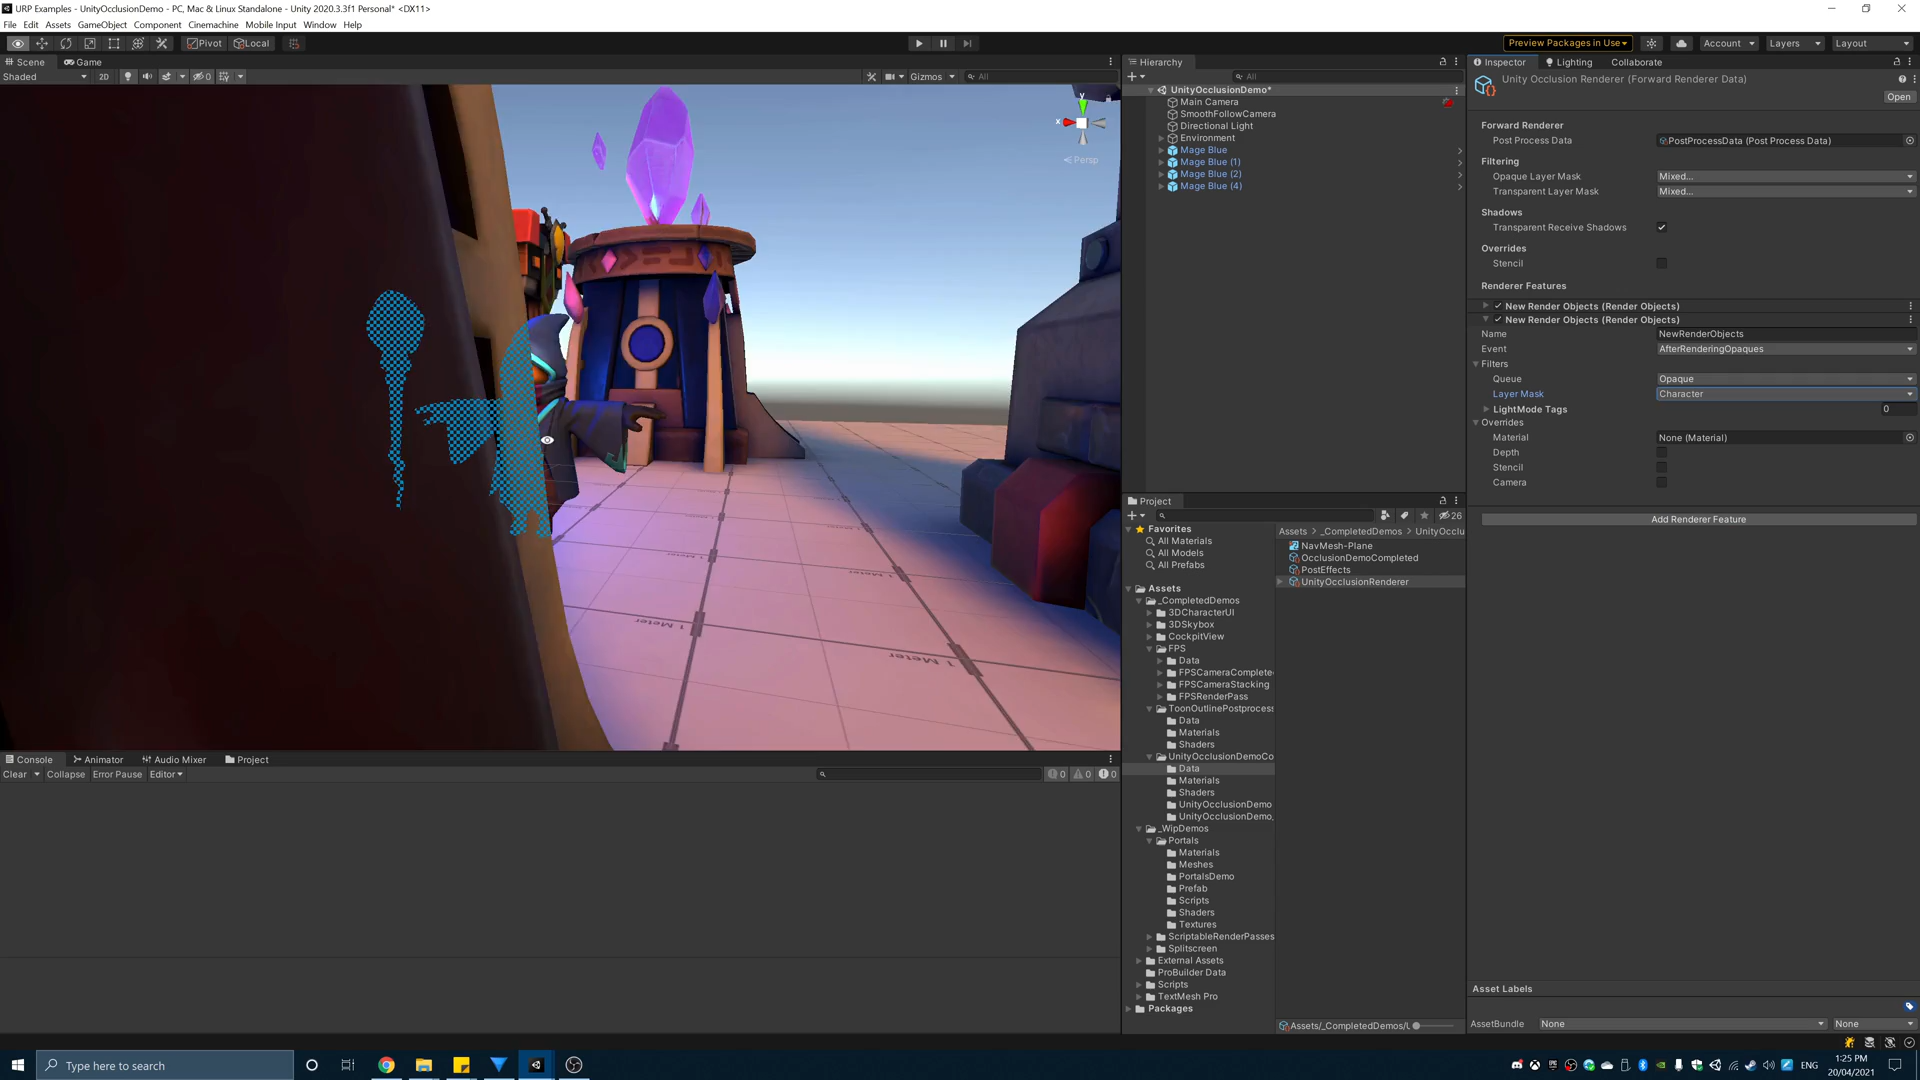 URP Examples - UnityOcclusionDemo - PC, Mac & Linux Standalone - Unity 2020.3.3f1 Personal* <DX11>
File Edit Assets GameObject Component Cinemachine Mobile Input Window Help
Pivot Local Preview Packages in Use Account Layers Layout
Scene Game
Shaded 2D 0 Gizmos All
y
x
Persp
1 Meter
1 Meter
1 Meter
Hierarchy
All
UnityOcclusionDemo*
Main Camera
SmoothFollowCamera
Directional Light
Environment
Mage Blue
Mage Blue (1)
Mage Blue (2)
Mage Blue (4)
Inspector Lighting Collaborate
Unity Occlusion Renderer (Forward Renderer Data)
Open
Forward Renderer
Post Process Data PostProcessData (Post Process Data)
Filtering
Opaque Layer Mask Mixed...
Transparent Layer Mask Mixed...
Shadows
Transparent Receive Shadows
Overrides
Stencil
Renderer Features
New Render Objects (Render Objects)
New Render Objects (Render Objects)
Name NewRenderObjects
Event AfterRenderingOpaques
Filters
Queue Opaque
Layer Mask Character
LightMode Tags 0
Overrides
Material None (Material)
Depth
Stencil
Camera
Add Renderer Feature
Asset Labels
AssetBundle None None
Project
26
Favorites
All Materials
All Models
All Prefabs
Assets
_CompletedDemos
3DCharacterUI
3DSkybox
CockpitView
FPS
Data
FPSCameraComplete
FPSCameraStacking
FPSRenderPass
ToonOutlinePostprocess
Data
Materials
Shaders
UnityOcclusionDemoCo
Data
Materials
Shaders
UnityOcclusionDemo
UnityOcclusionDemo_
_WipDemos
Portals
Materials
Meshes
PortalsDemo
Prefab
Scripts
Shaders
Textures
ScriptableRenderPasses
Splitscreen
External Assets
ProBuilder Data
Scripts
TextMesh Pro
Packages
Assets > _CompletedDemos > UnityOcclu
NavMesh-Plane
OcclusionDemoCompleted
PostEffects
UnityOcclusionRenderer
Assets/_CompletedDemos/U
Console Animator Audio Mixer Project
Clear Collapse Error Pause Editor 0 0 0
Type here to search
ENG
1:25 PM
20/04/2021